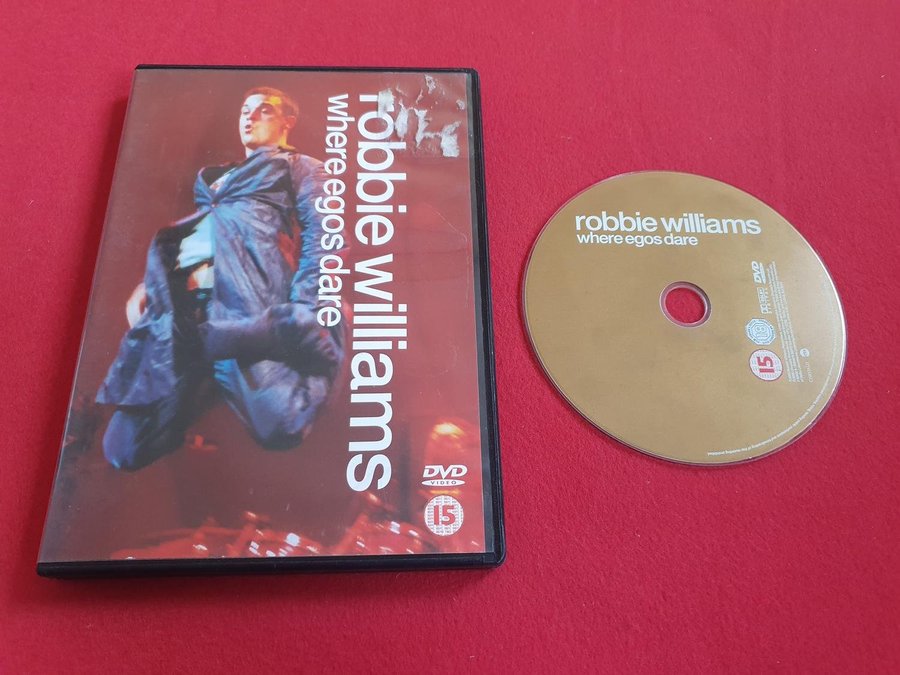 robbie williams
where egos dare
DVD
VIDEO
15
robbie williams
where egos dare
DVD
15